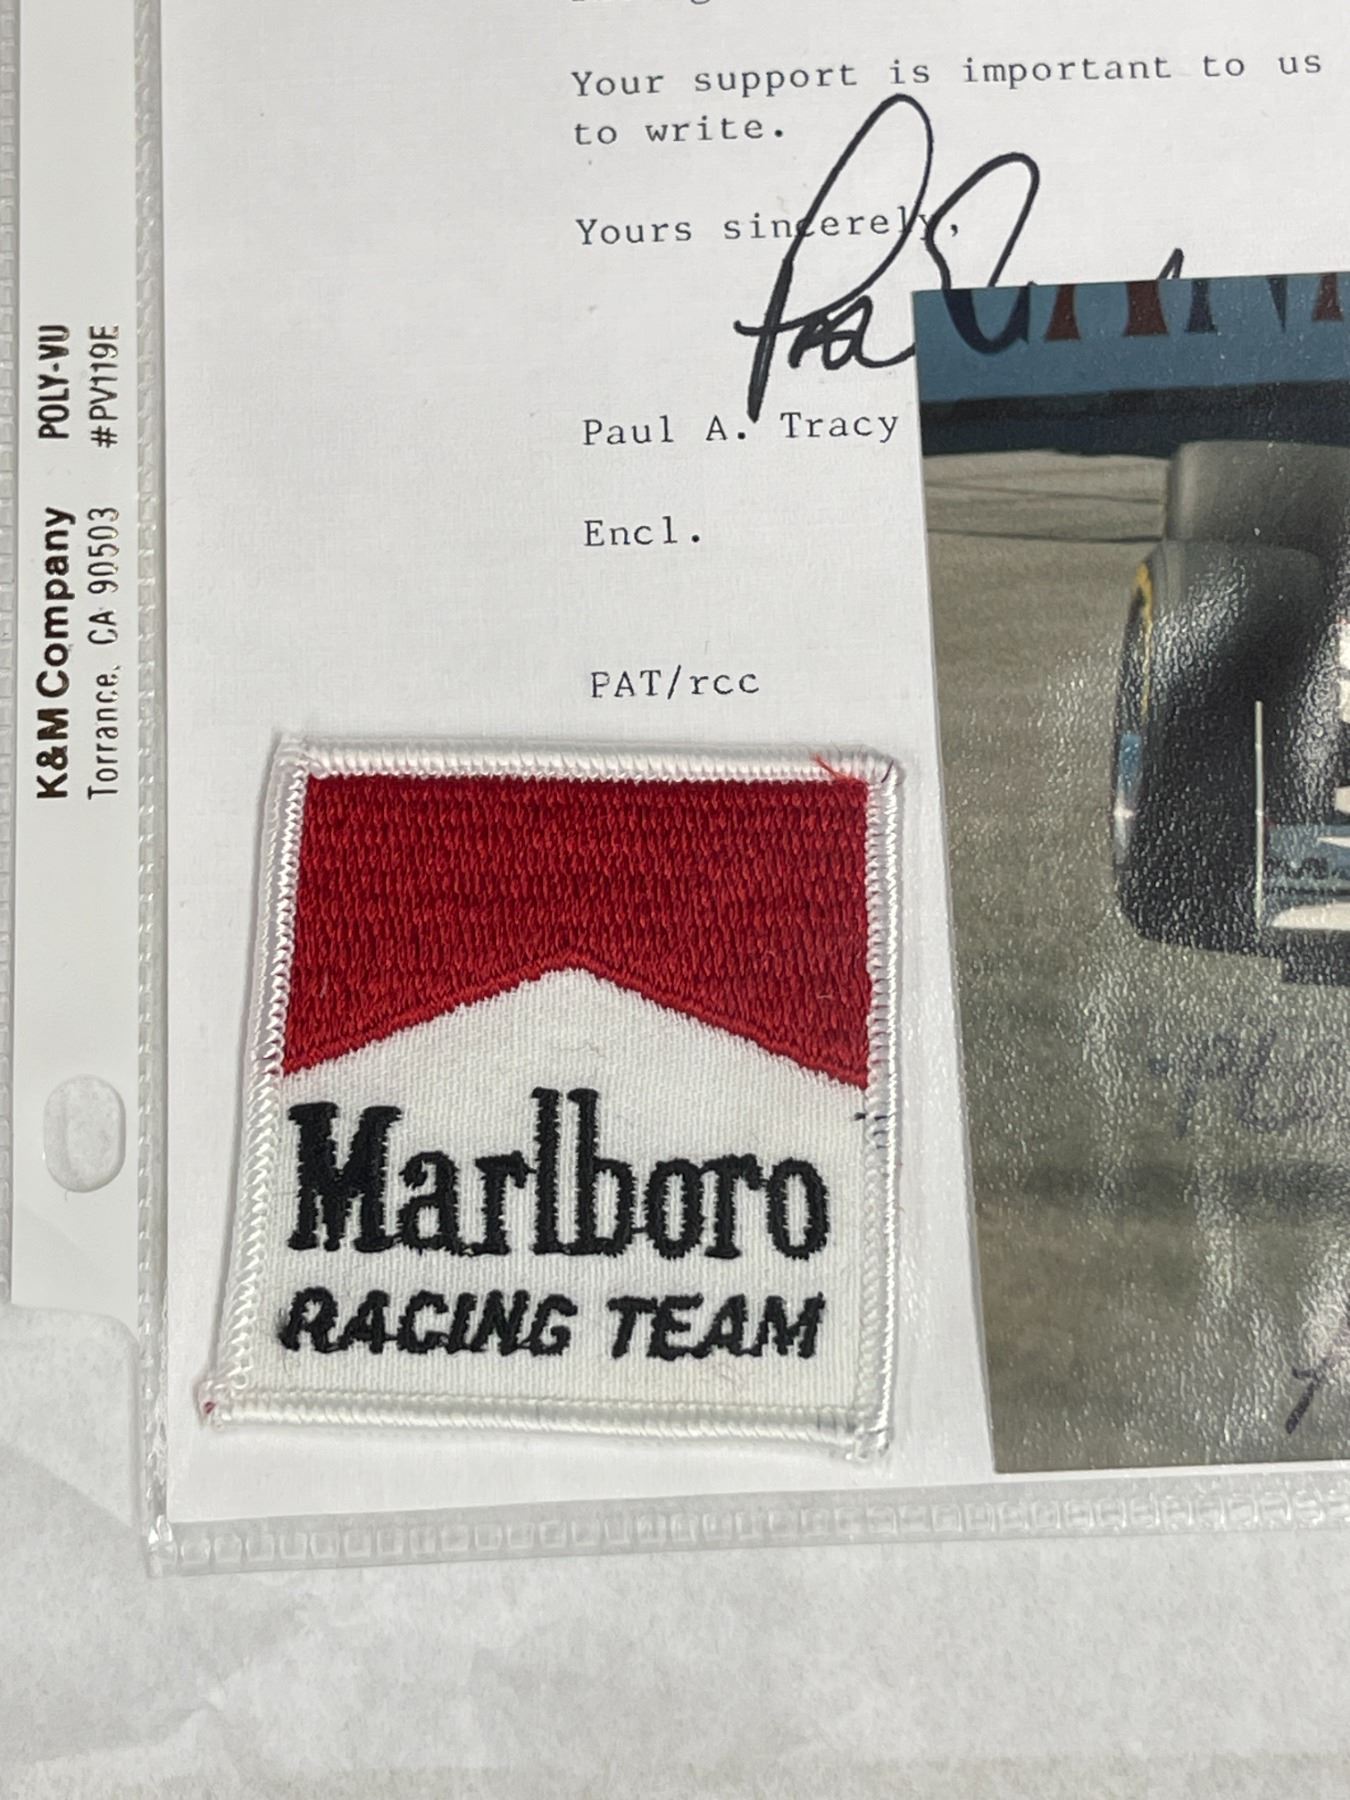 Your support is important to us
to write.
Yours sincerely,
Paul A. Tracy
Encl.
PAT/rcc
K&M Company POLY-VU
Torrance, CA 90503 #PV119E
Marlboro
RACING TEAM